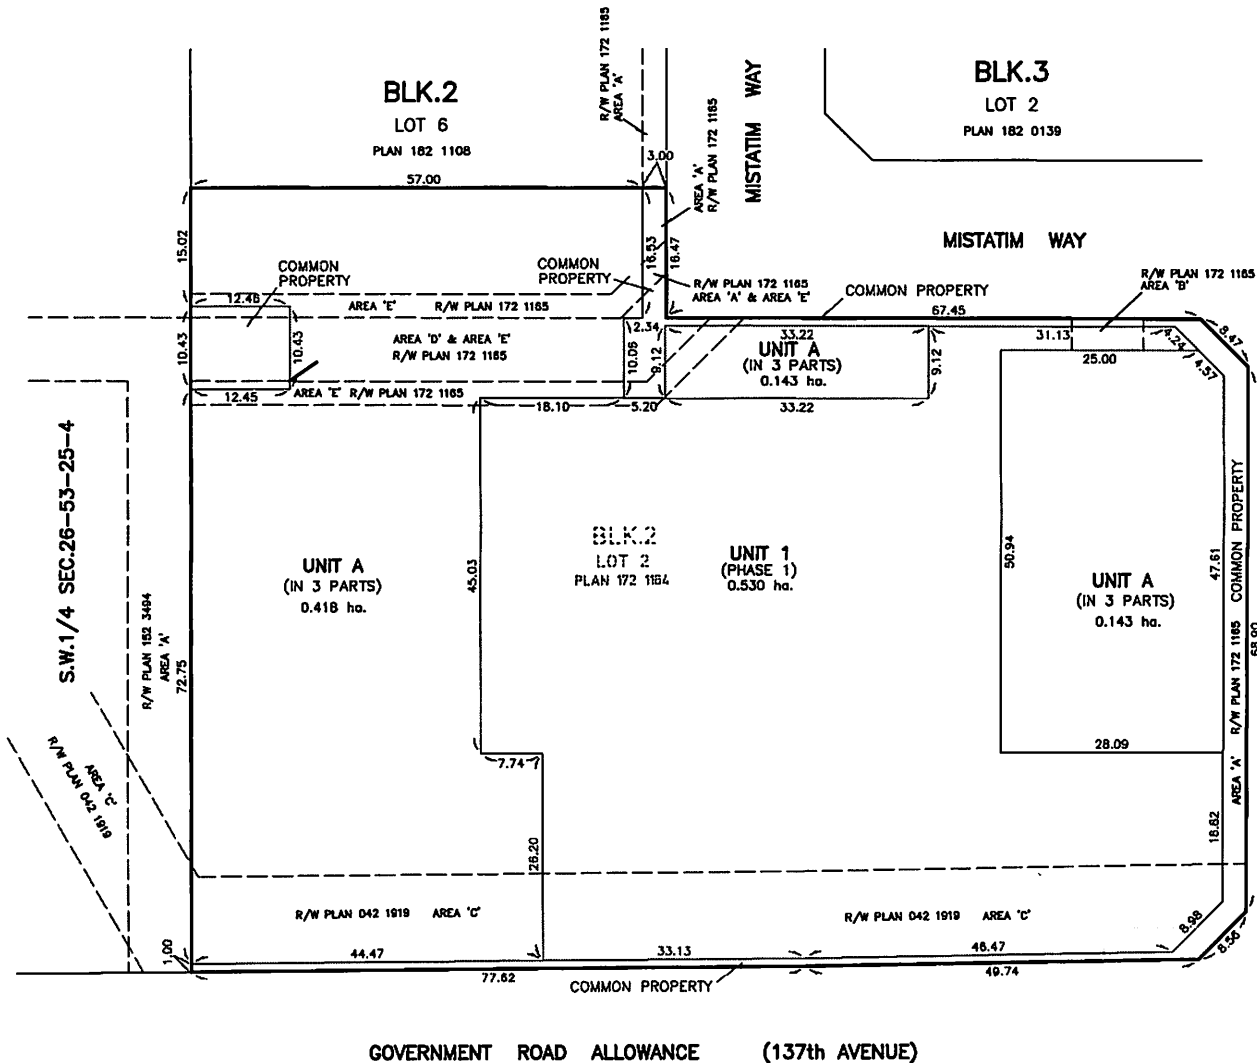 R/W PLAN 172 1165
AREA 'A'
BLK.2
LOT 6
PLAN 182 1108
MISTATIM WAY
BLK.3
LOT 2
PLAN 182 0139
3.00
57.00
AREA 'A'
R/W PLAN 172 1165
15.02
16.53
16.47
MISTATIM WAY
COMMON
PROPERTY
COMMON
PROPERTY
R/W PLAN 172 1165
AREA 'A' & AREA 'E'
R/W PLAN 172 1165
AREA 'B'
COMMON PROPERTY
12.46
AREA 'E' R/W PLAN 172 1165
67.45
2.34
33.22
31.13
4.24
8.47
10.43
10.43
AREA 'D' & AREA 'E'
R/W PLAN 172 1165
10.06
9.12
UNIT A
(IN 3 PARTS)
0.143 ha.
9.12
25.00
4.57
12.45
AREA 'E' R/W PLAN 172 1165
18.10
5.20
33.22
S.W.1/4 SEC.26-53-25-4
BLK.2
LOT 2
PLAN 172 1164
UNIT 1
(PHASE 1)
0.530 ha.
UNIT A
(IN 3 PARTS)
0.418 ha.
45.03
50.94
UNIT A
(IN 3 PARTS)
0.143 ha.
47.61
68.90
AREA 'A' R/W PLAN 172 1165 COMMON PROPERTY
R/W PLAN 152 3494
AREA 'A'
72.75
AREA 'C'
R/W PLAN 042 1919
7.74
28.09
18.62
26.20
R/W PLAN 042 1919 AREA 'C'
R/W PLAN 042 1919 AREA 'C'
8.98
8.56
1.00
44.47
33.13
46.47
77.62
49.74
COMMON PROPERTY
GOVERNMENT ROAD ALLOWANCE (137th AVENUE)